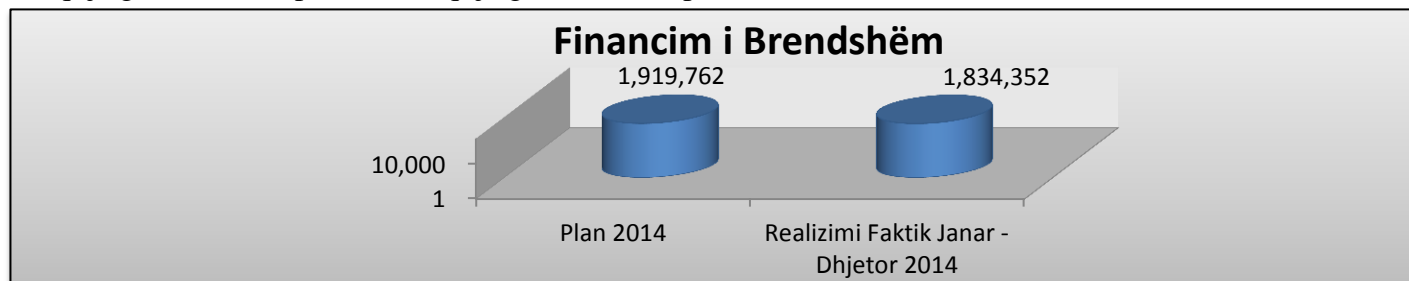 Financim i Brendshëm
1,919,762
1,834,352
10,000
1
Plan 2014
Realizimi Faktik Janar -
Dhjetor 2014